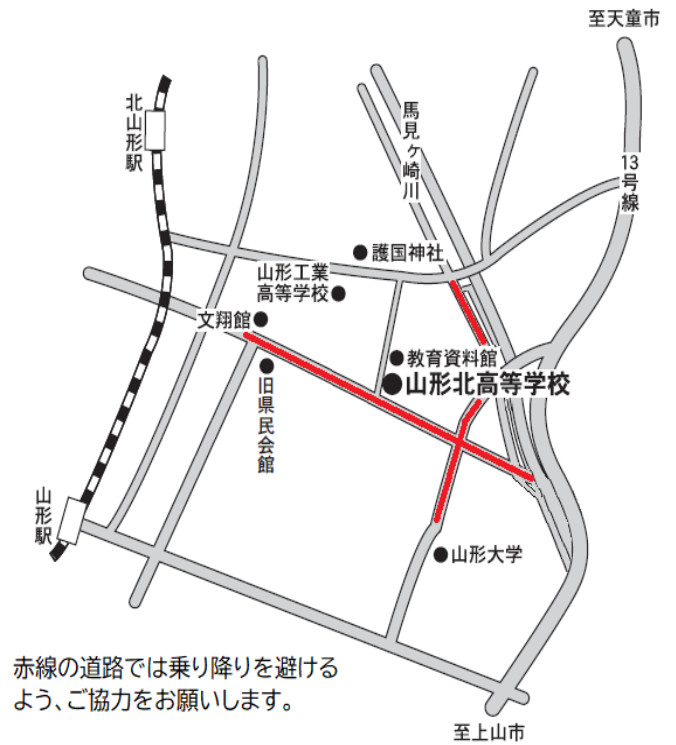 至天童市
北山形駅
馬見ヶ崎川
13号線
護国神社
山形工業
高等学校
文翔館
教育資料館
山形北高等学校
旧県民会館
山形駅
山形大学
赤線の道路では乗り降りを避ける
よう、ご協力をお願いします。
至上山市